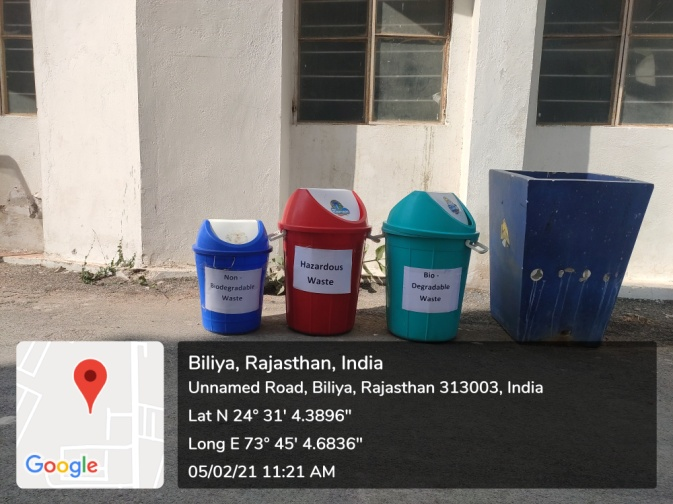 Non -
Biodegradable
Waste
Hazardous
Waste
Bio -
Degradable
Waste
Biliya, Rajasthan, India
Unnamed Road, Biliya, Rajasthan 313003, India
Lat N 24° 31' 4.3896"
Long E 73° 45' 4.6836"
05/02/21 11:21 AM
Google